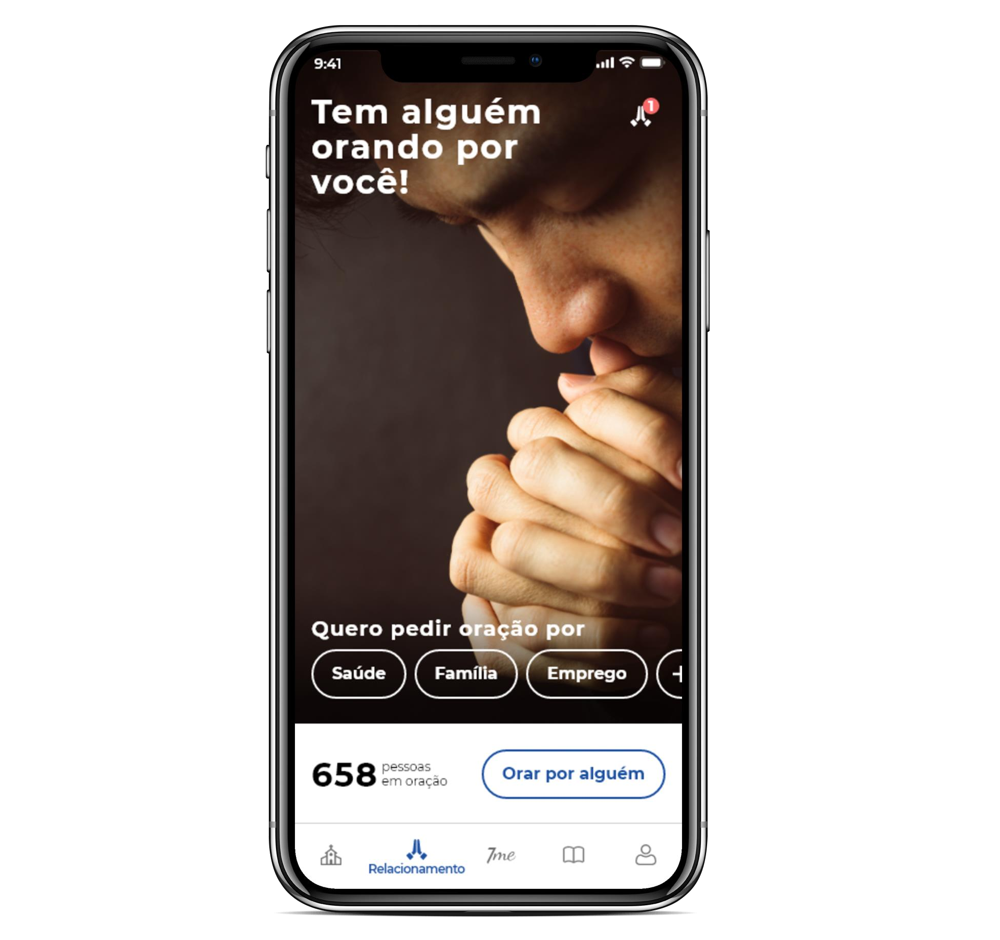 9:41
Tem alguém
orando por
você!
1
Quero pedir oração por
Saúde
Família
Emprego
+
658 pessoas
em oração
Orar por alguém
Relacionamento
7me